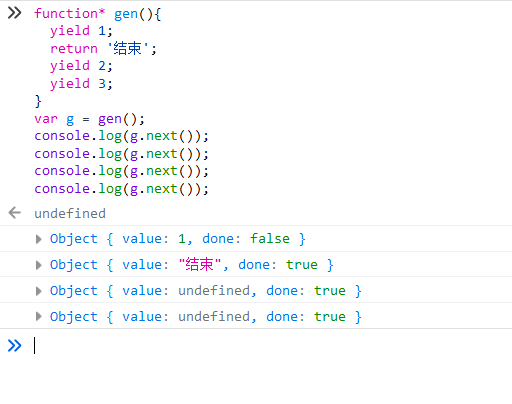 function* gen(){
  yield 1;
  return '结束';
  yield 2;
  yield 3;
}
var g = gen();
console.log(g.next());
console.log(g.next());
console.log(g.next());
console.log(g.next());
undefined
Object { value: 1, done: false }
Object { value: "结束", done: true }
Object { value: undefined, done: true }
Object { value: undefined, done: true }